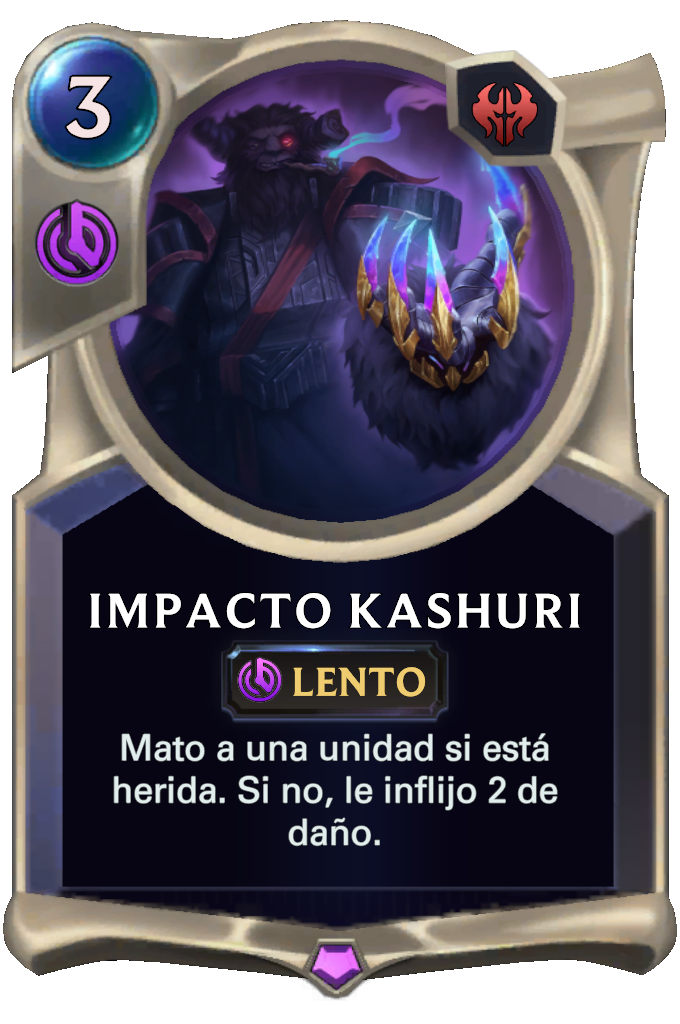 3
IMPACTO KASHURI
LENTO
Mato a una unidad si está
herida. Si no, le inflijo 2 de
daño.